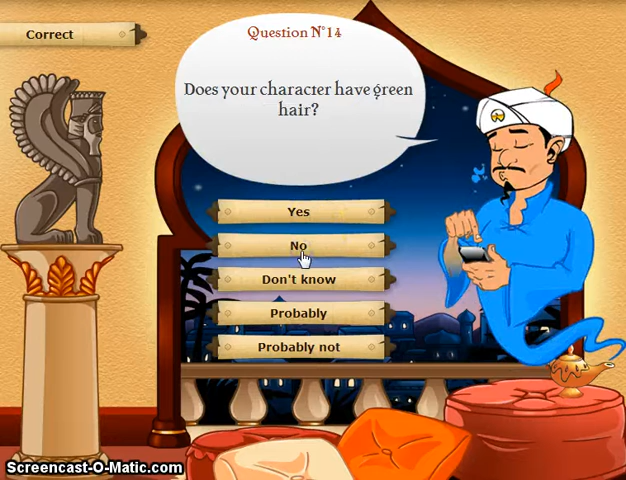 Correct
Question N°14
Does your character have green
hair?
Yes
No
Don't know
Probably
Probably not
Screencast-O-Matic.com